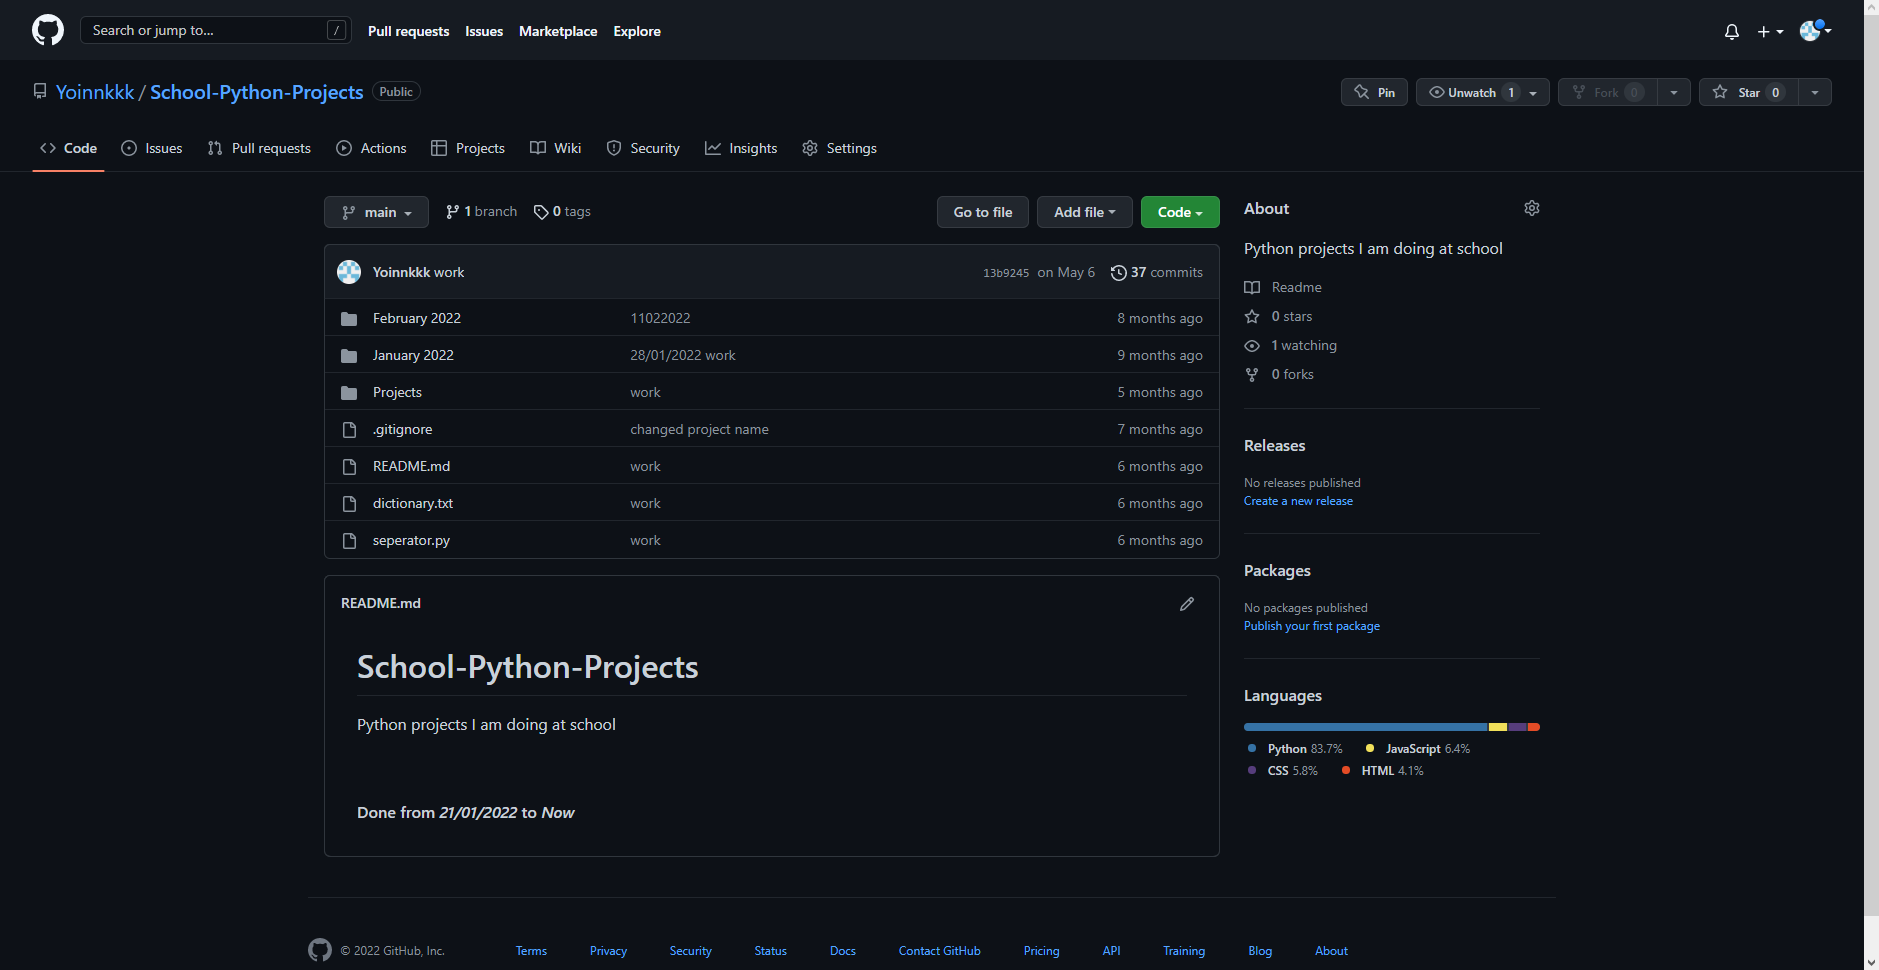 Search or jump to... /
Pull requests Issues Marketplace Explore
Yoinnkkk / School-Python-Projects Public
Pin Unwatch 1 Fork 0 Star 0
Code Issues Pull requests Actions Projects Wiki Security Insights Settings
main 1 branch 0 tags Go to file Add file Code
Yoinnkkk work 13b9245 on May 6 37 commits
February 2022 11022022 8 months ago
January 2022 28/01/2022 work 9 months ago
Projects work 5 months ago
.gitignore changed project name 7 months ago
README.md work 6 months ago
dictionary.txt work 6 months ago
seperator.py work 6 months ago
README.md
School-Python-Projects
Python projects I am doing at school
Done from 21/01/2022 to Now
About
Python projects I am doing at school
Readme
0 stars
1 watching
0 forks
Releases
No releases published
Create a new release
Packages
No packages published
Publish your first package
Languages
Python 83.7% JavaScript 6.4%
CSS 5.8% HTML 4.1%
© 2022 GitHub, Inc. Terms Privacy Security Status Docs Contact GitHub Pricing API Training Blog About